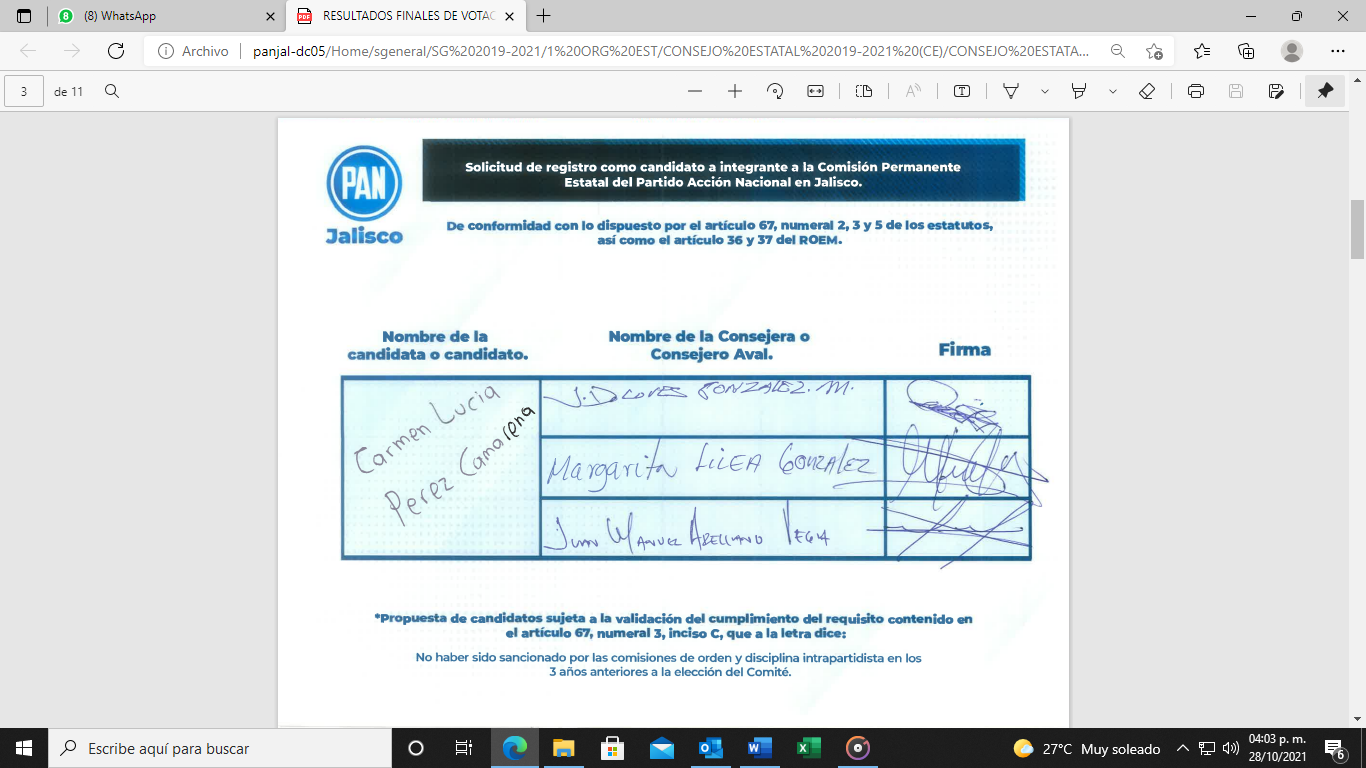 (8) WhatsApp
RESULTADOS FINALES DE VOTAC
Archivo
panjal-dc05/Home/sgeneral/SG%202019-2021/1%20ORG%20EST/CONSEJO%20ESTATAL%202019-2021%20(CE)/CONSEJO%20ESTATA...
3 de 11
PAN
Jalisco
Solicitud de registro como candidato a integrante a la Comisión Permanente
Estatal del Partido Acción Nacional en Jalisco.
De conformidad con lo dispuesto por el artículo 67, numeral 2, 3 y 5 de los estatutos,
así como el artículo 36 y 37 del ROEM.
Nombre de la
candidata o candidato.
Nombre de la Consejera o
Consejero Aval.
Firma
Carmen Lucia
Perez Camarena
J. DOLORES GONZALEZ. M.
Margarita LICEA GONZALEZ
JUAN MANUEL ARELLANO VEGA
*Propuesta de candidatos sujeta a la validación del cumplimiento del requisito contenido en
el artículo 67, numeral 3, inciso C, que a la letra dice:
No haber sido sancionado por las comisiones de orden y disciplina intrapartidista en los
3 años anteriores a la elección del Comité.
Escribe aquí para buscar
27°C Muy soleado
04:03 p. m.
28/10/2021
6